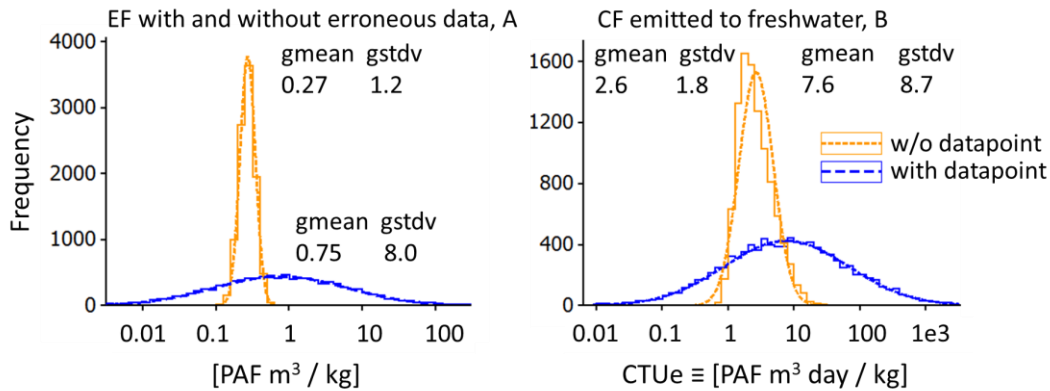 EF with and without erroneous data, A
4000
3000
2000
1000
0
Frequency
gmean gstdv
0.27 1.2
gmean gstdv
0.75 8.0
0.01 0.1 1 10 100
[PAF m³ / kg]
CF emitted to freshwater, B
1600
1200
800
400
0
gmean gstdv gmean gstdv
2.6 1.8 7.6 8.7
w/o datapoint
with datapoint
0.01 0.1 1 10 100 1e3
CTUe ≡ [PAF m³ day / kg]